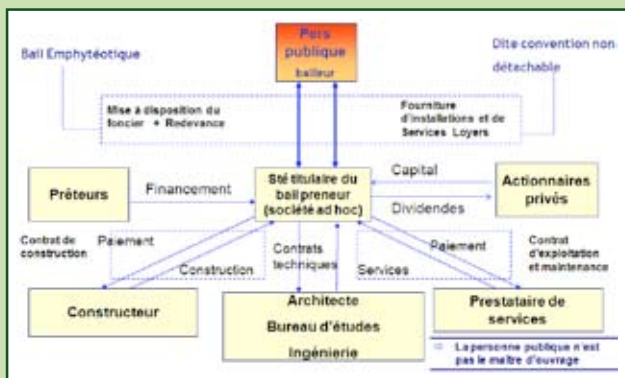 Pers
publique
bailleur
Bail Emphytéotique
Dite convention non
détachable
Mise à disposition du
foncier + Redevance
Fourniture
d'installations et de
Services Loyers
Prêteurs
Financement
Sté titulaire du
bail preneur
(société ad hoc)
Capital
Dividendes
Actionnaires
privés
Contrat de
construction
Paiement
Construction
Contrats
techniques
Paiement
Services
Contrat
d'exploitation
et maintenance
Constructeur
Architecte
Bureau d'études
Ingénierie
Prestataire de
services
⇨ La personne publique n'est
pas le maître d'ouvrage